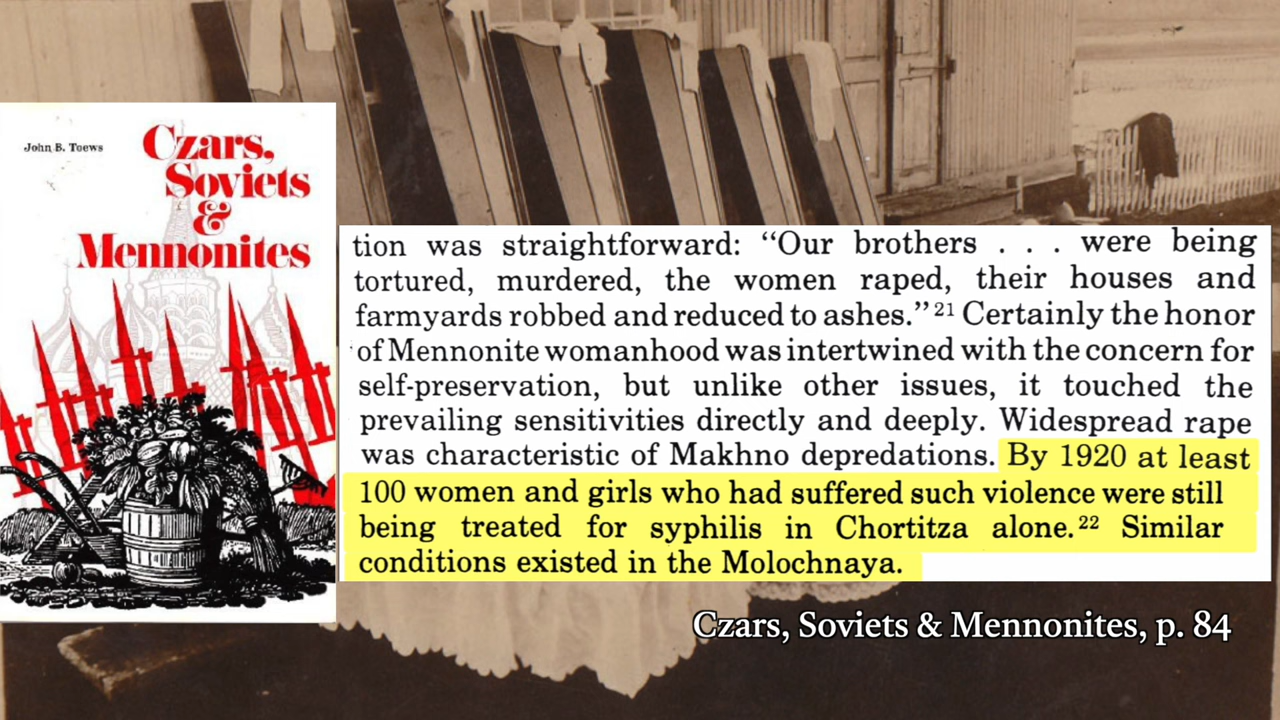 John B. Toews
Czars,
Soviets
&
Mennonites
tion was straightforward: “Our brothers . . . were being
tortured, murdered, the women raped, their houses and
farmyards robbed and reduced to ashes.”21 Certainly the honor
of Mennonite womanhood was intertwined with the concern for
self-preservation, but unlike other issues, it touched the
prevailing sensitivities directly and deeply. Widespread rape
was characteristic of Makhno depredations. By 1920 at least
100 women and girls who had suffered such violence were still
being treated for syphilis in Chortitza alone.22 Similar
conditions existed in the Molochnaya.
Czars, Soviets & Mennonites, p. 84